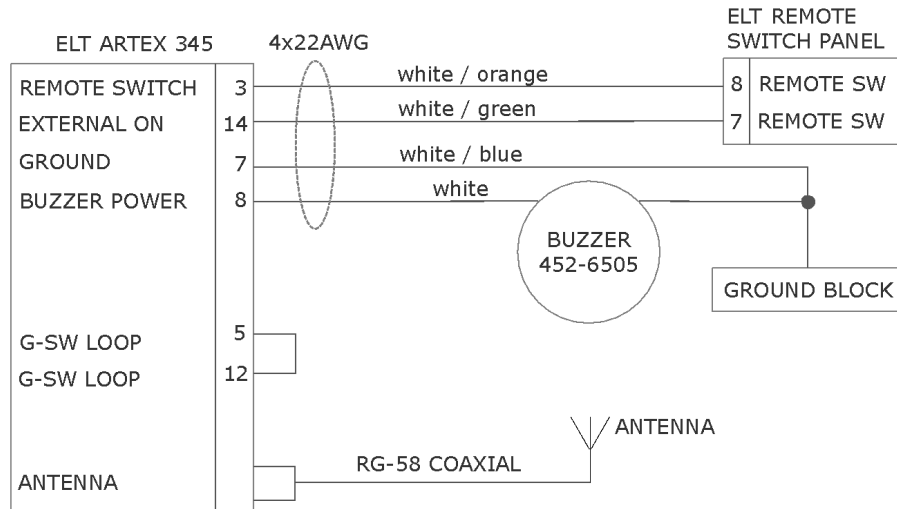 ELT ARTEX 345
4x22AWG
ELT REMOTE
SWITCH PANEL
REMOTE SWITCH 3 white / orange 8 REMOTE SW
EXTERNAL ON 14 white / green 7 REMOTE SW
GROUND 7 white / blue
BUZZER POWER 8 white
BUZZER
452-6505
GROUND BLOCK
G-SW LOOP 5
G-SW LOOP 12
ANTENNA
RG-58 COAXIAL
ANTENNA